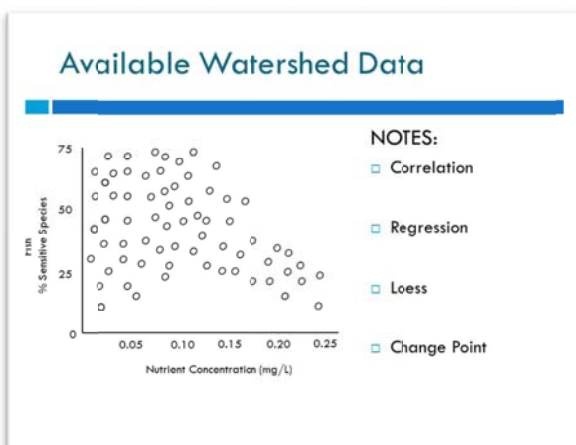 Available Watershed Data
NOTES:
Correlation
Regression
Loess
Change Point
Fish
% Sensitive Species
75
50
25
0
0.05 0.10 0.15 0.20 0.25
Nutrient Concentration (mg/L)